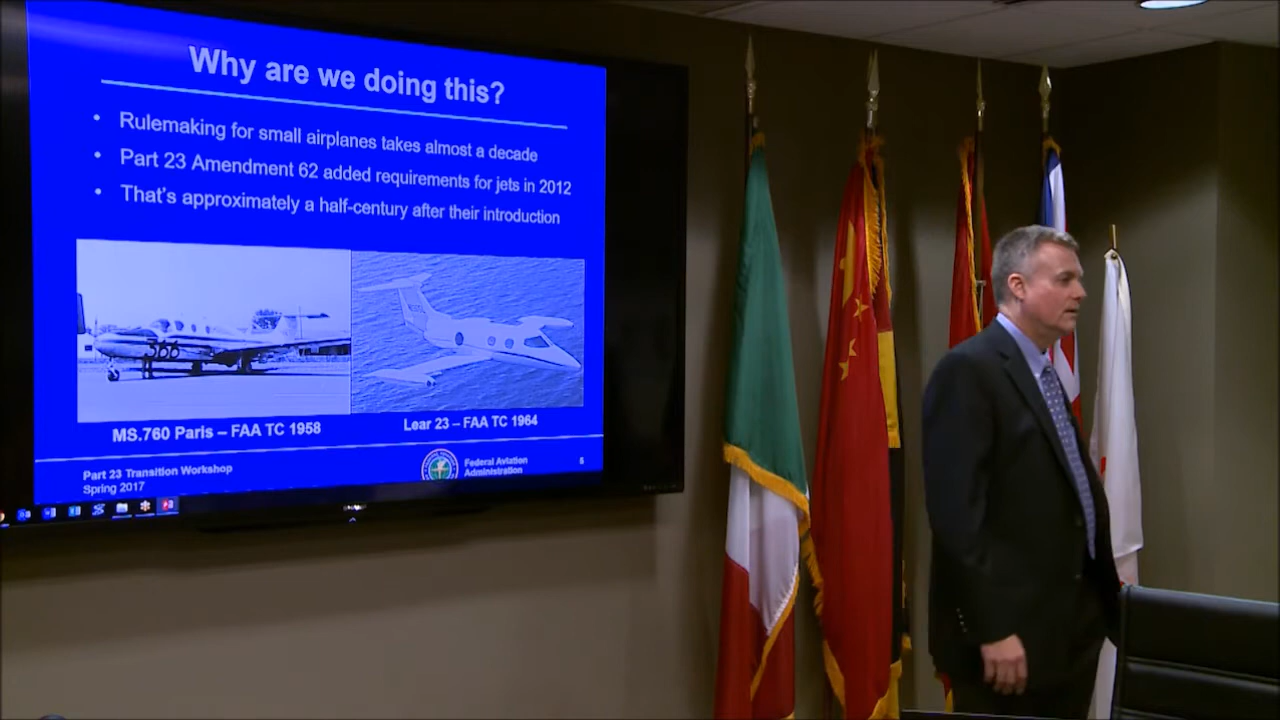 Why are we doing this?
• Rulemaking for small airplanes takes almost a decade
• Part 23 Amendment 62 added requirements for jets in 2012
• That's approximately a half-century after their introduction
366
MS.760 Paris – FAA TC 1958
Lear 23 – FAA TC 1964
Part 23 Transition Workshop
Spring 2017
Federal Aviation
Administration
5